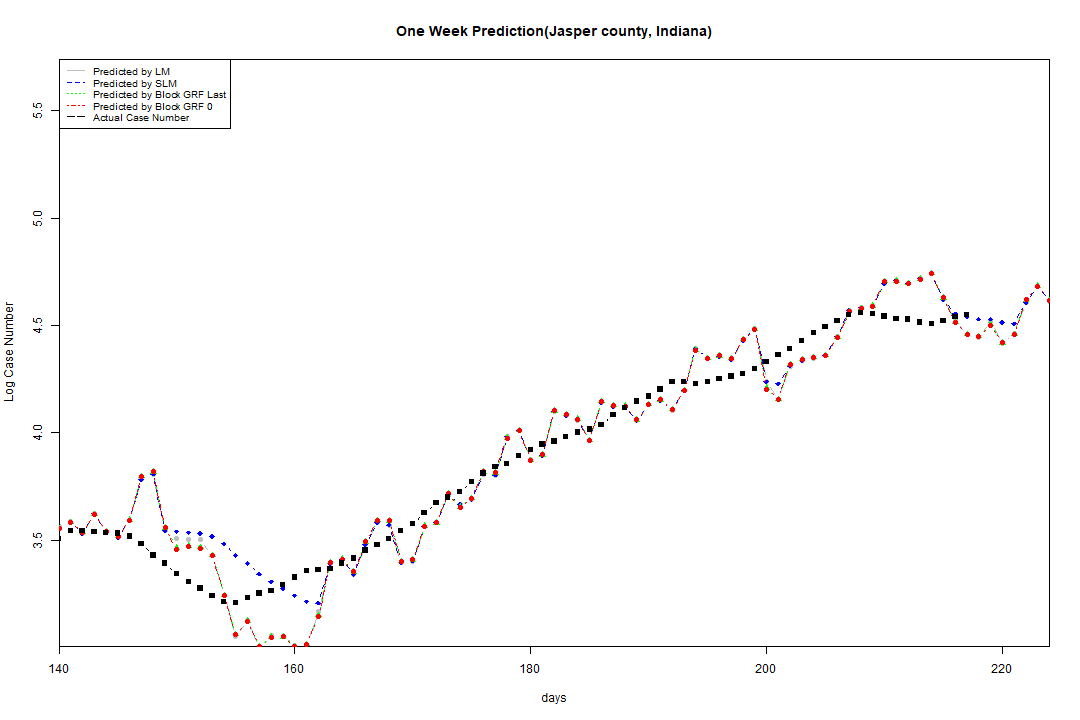 One Week Prediction(Jasper county, Indiana)
Predicted by LM
Predicted by SLM
Predicted by Block GRF Last
Predicted by Block GRF 0
Actual Case Number
5.5
5.0
4.5
4.0
3.5
Log Case Number
140 160 180 200 220
days